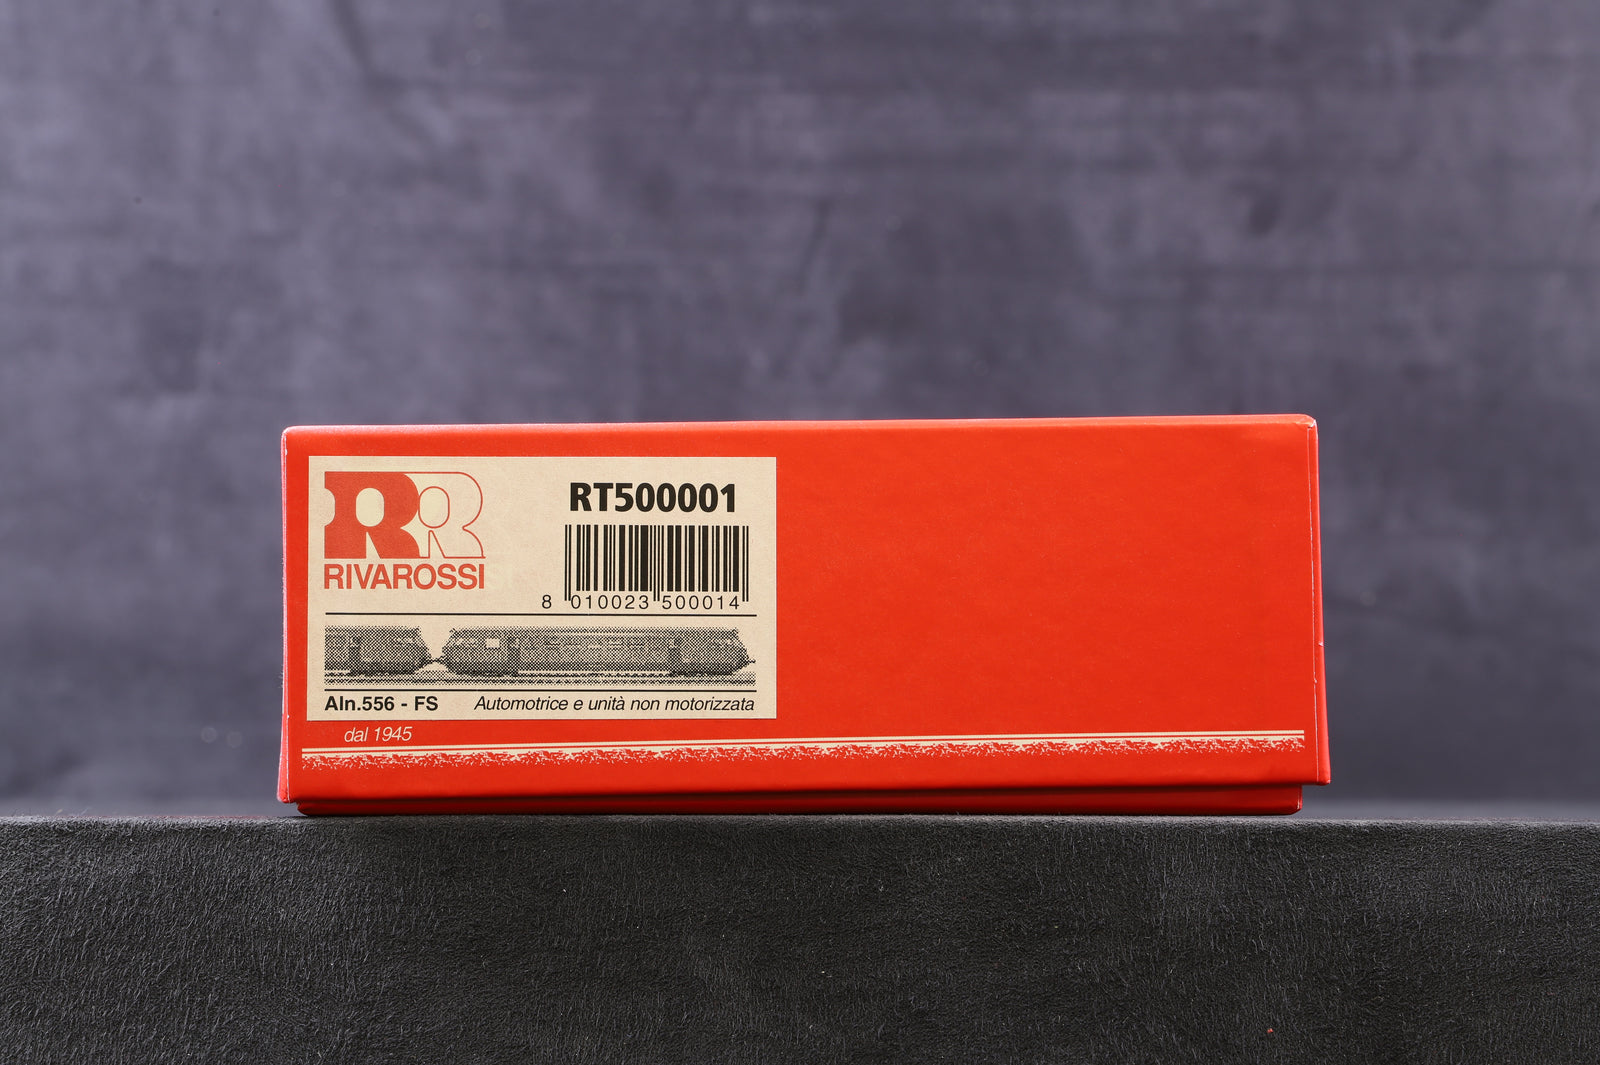 RR
RIVAROSSI
RT500001
8 010023 500014
Aln.556 - FS Automotrice e unità non motorizzata
dal 1945